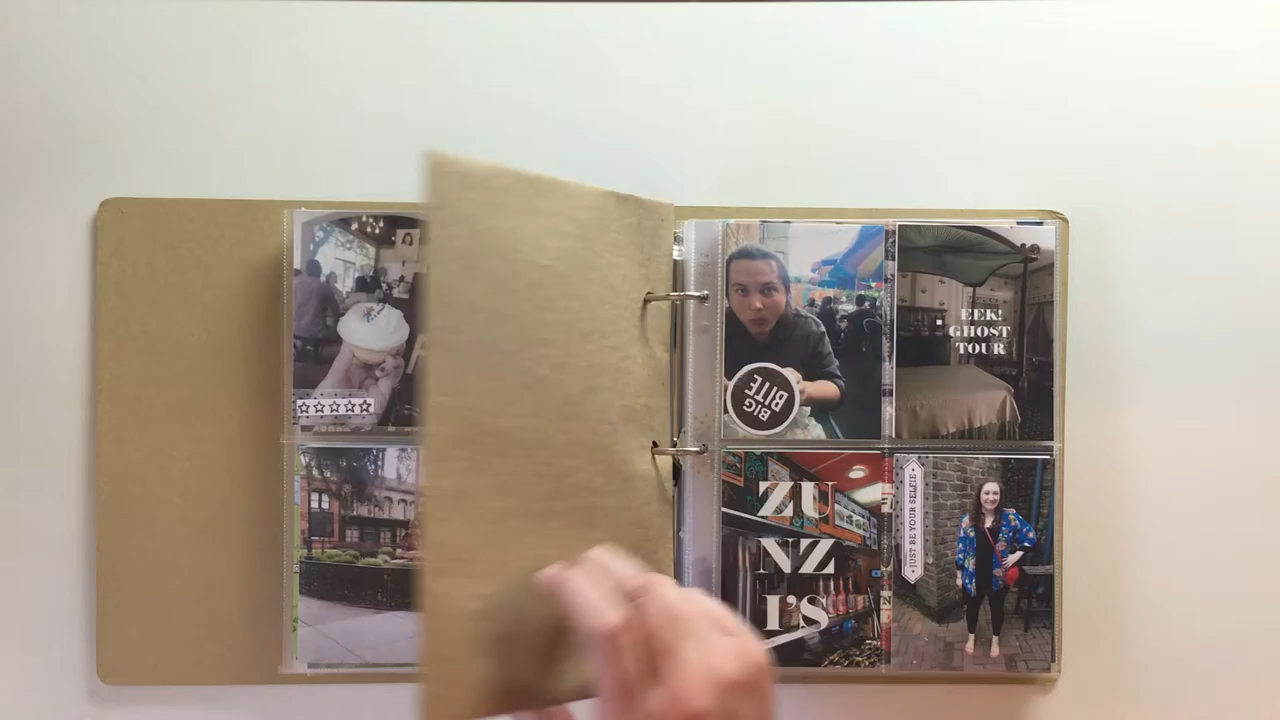 BIG
BITE
EEK!
GHOST
TOUR
ZU
NZ
I'S
• JUST BE YOUR SELFIE •